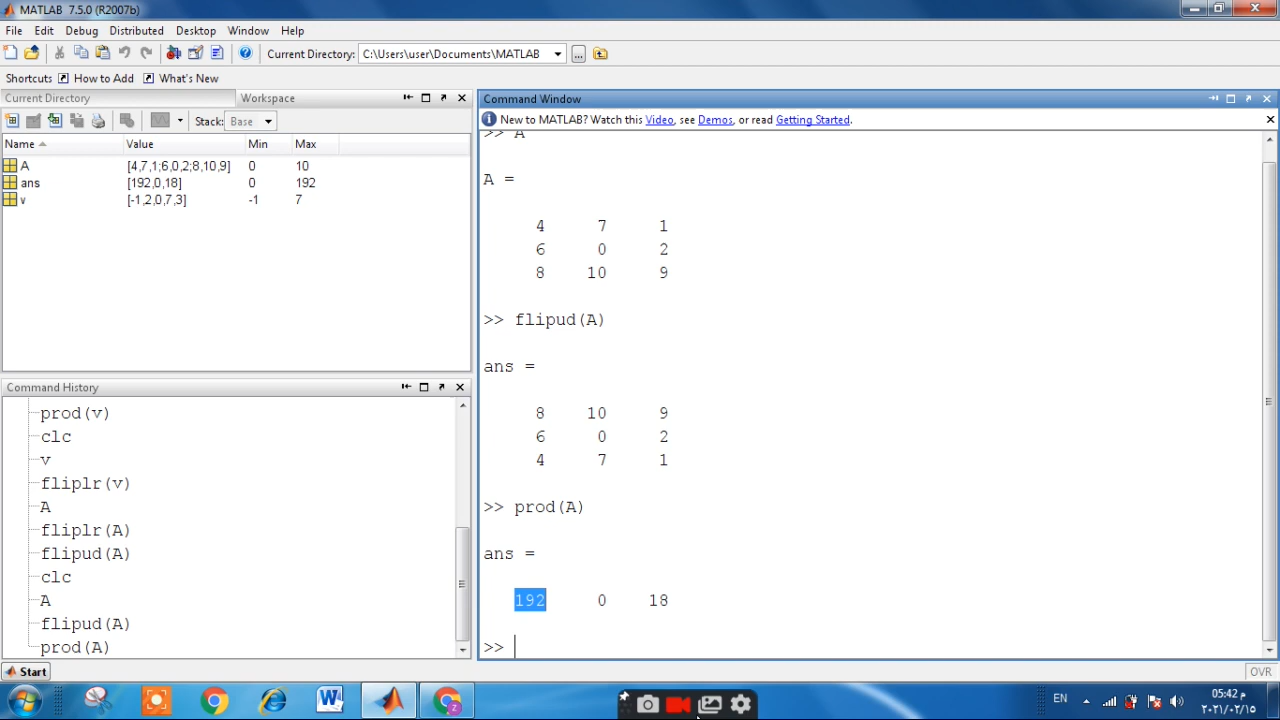 MATLAB 7.5.0 (R2007b)
File Edit Debug Distributed Desktop Window Help
Current Directory: C:\Users\user\Documents\MATLAB ...
Shortcuts How to Add What's New
Current Directory Workspace
Stack: Base
Name Value Min Max
A [4,7,1;6,0,2;8,10,9] 0 10
ans [192,0,18] 0 192
v [-1,2,0,7,3] -1 7
Command History
prod(v)
clc
v
fliplr(v)
A
fliplr(A)
flipud(A)
clc
A
flipud(A)
prod(A)
Command Window
New to MATLAB? Watch this Video, see Demos, or read Getting Started.
>> A
A =
4 7 1
6 0 2
8 10 9
>> flipud(A)
ans =
8 10 9
6 0 2
4 7 1
>> prod(A)
ans =
192 0 18
>>
Start
OVR
EN
05:42 م
٢٠٢١/٠٢/١٥